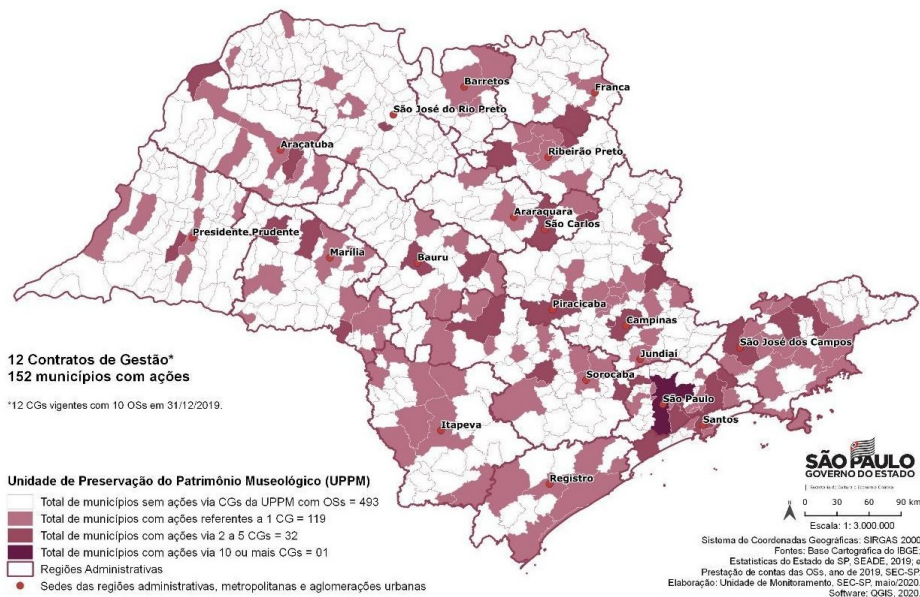 Barretos
Franca
São José do Rio Preto
Araçatuba
Ribeirão Preto
Araraquara
São Carlos
Presidente Prudente
Marília
Bauru
Piracicaba
Campinas
São José dos Campos
Jundiaí
Sorocaba
São Paulo
Santos
Itapeva
Registro
12 Contratos de Gestão*
152 municípios com ações
*12 CGs vigentes com 10 OSs em 31/12/2019.
Unidade de Preservação do Patrimônio Museológico (UPPM)
Total de municípios sem ações via CGs da UPPM com OSs = 493
Total de municípios com ações referentes a 1 CG = 119
Total de municípios com ações via 2 a 5 CGs = 32
Total de municípios com ações via 10 ou mais CGs = 01
Regiões Administrativas
Sedes das regiões administrativas, metropolitanas e aglomerações urbanas
SÃO PAULO
GOVERNO DO ESTADO
Secretaria de Cultura e Economia Criativa
N
0 30 60 90 km
Escala: 1: 3.000.000
Sistema de Coordenadas Geográficas: SIRGAS 2000
Fontes: Base Cartográfica do IBGE;
Estatísticas do Estado de SP, SEADE, 2019; e
Prestação de contas das OSs, ano de 2019, SEC-SP.
Elaboração: Unidade de Monitoramento, SEC-SP, maio/2020.
Software: QGIS, 2020.